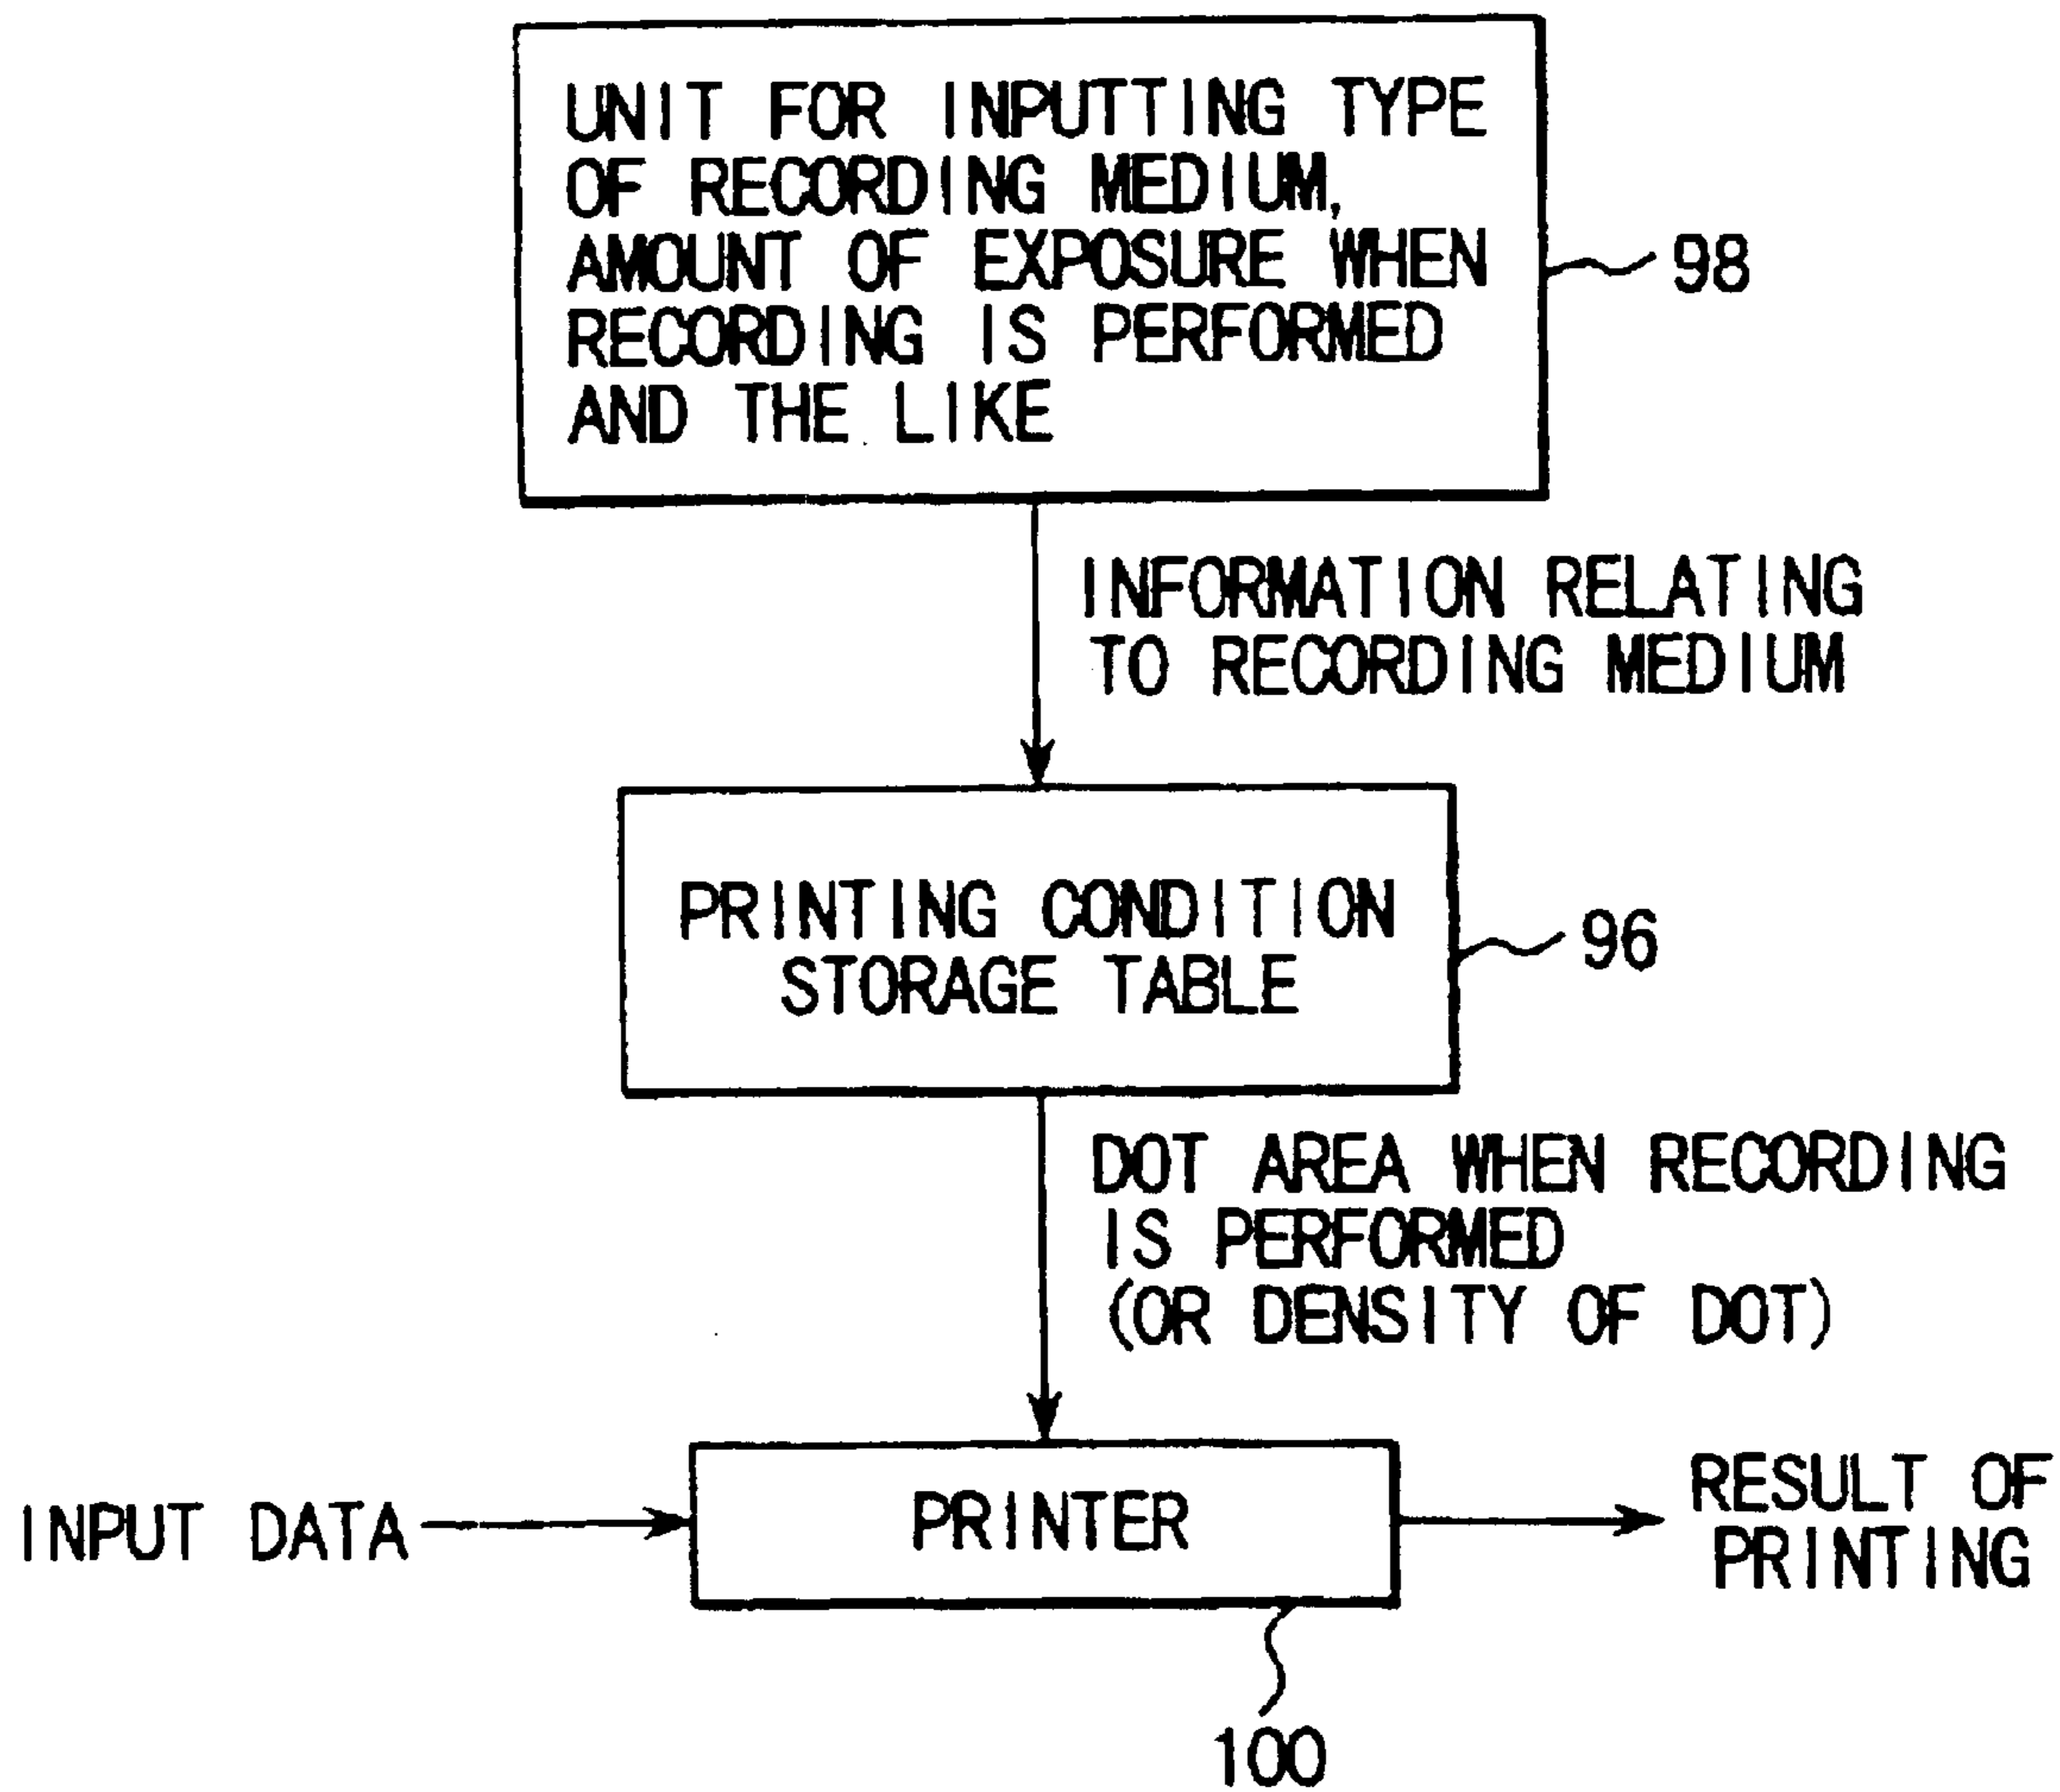 UNIT FOR INPUTTING TYPE
OF RECORDING MEDIUM,
AMOUNT OF EXPOSURE WHEN
RECORDING IS PERFORMED
AND THE LIKE
98
INFORMATION RELATING
TO RECORDING MEDIUM
PRINTING CONDITION
STORAGE TABLE
96
DOT AREA WHEN RECORDING
IS PERFORMED
(OR DENSITY OF DOT)
INPUT DATA
PRINTER
RESULT OF
PRINTING
100